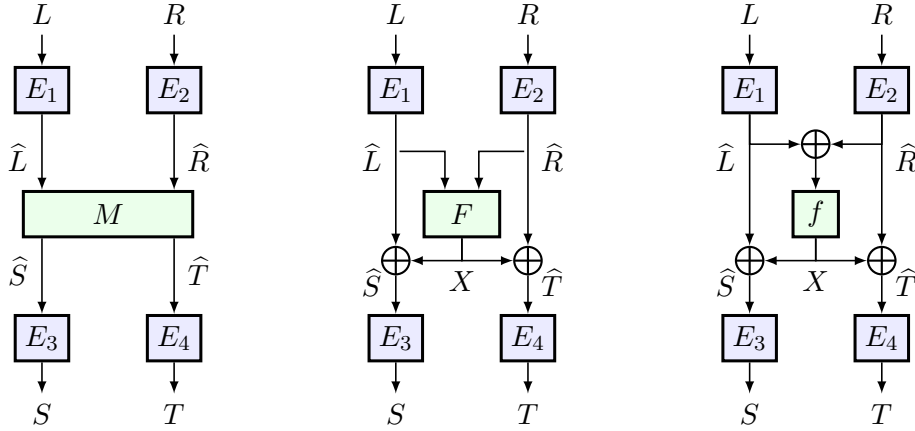 L R L R L R
E₁ E₂ E₁ E₂ E₁ E₂
L̂ R̂ L̂ R̂ L̂ R̂
M F f
Ŝ T̂ Ŝ X T̂ Ŝ X T̂
E₃ E₄ E₃ E₄ E₃ E₄
S T S T S T